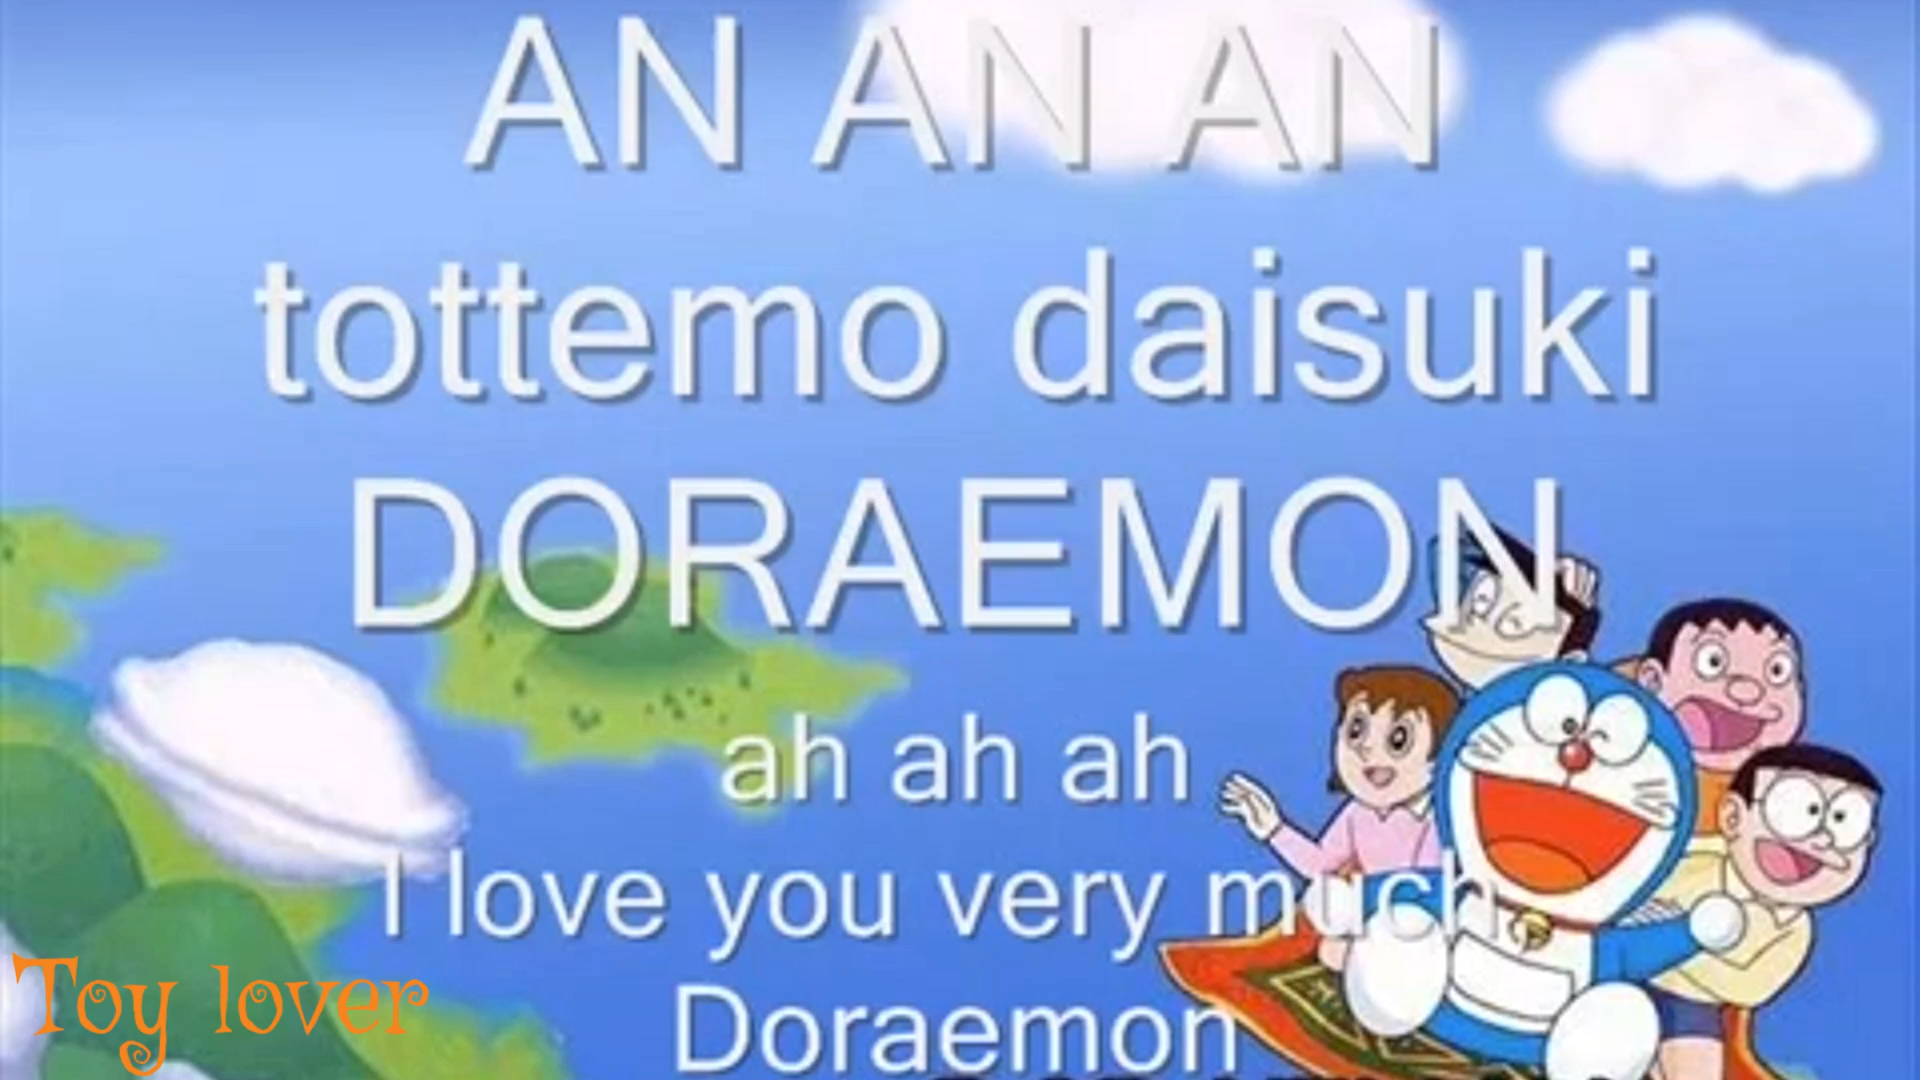 AN AN AN
tottemo daisuki
DORAEMON
ah ah ah
I love you very much
Doraemon
Toy lover